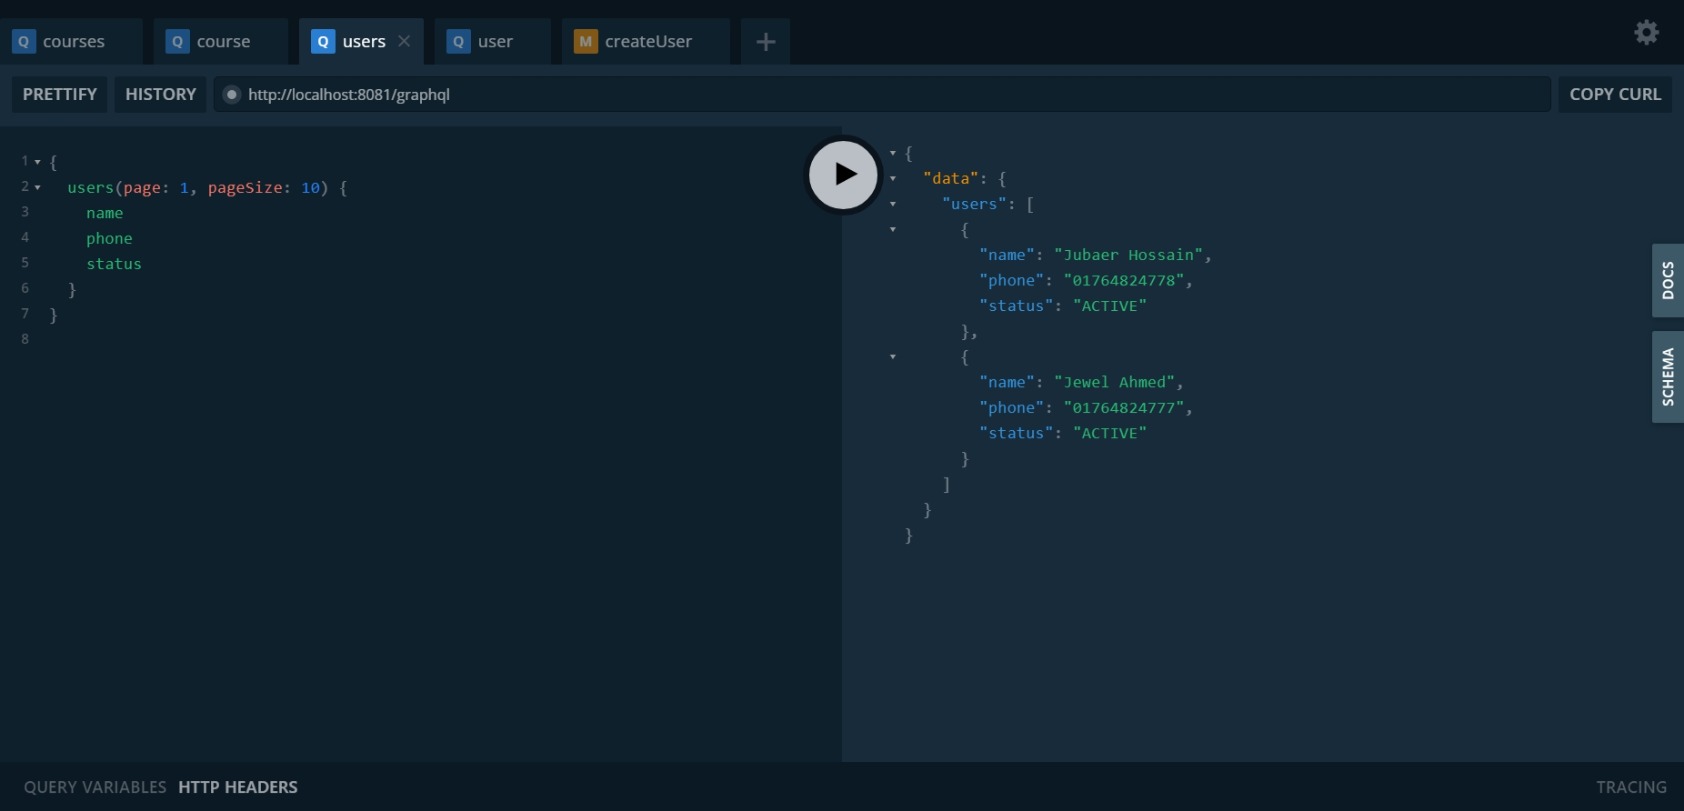 Q courses Q course Q users × Q user M createUser +
PRETTIFY HISTORY http://localhost:8081/graphql COPY CURL
1 {
2 users(page: 1, pageSize: 10) {
3 name
4 phone
5 status
6 }
7 }
8
{
"data": {
"users": [
{
"name": "Jubaer Hossain",
"phone": "01764824778",
"status": "ACTIVE"
},
{
"name": "Jewel Ahmed",
"phone": "01764824777",
"status": "ACTIVE"
}
]
}
}
DOCS
SCHEMA
QUERY VARIABLES HTTP HEADERS TRACING